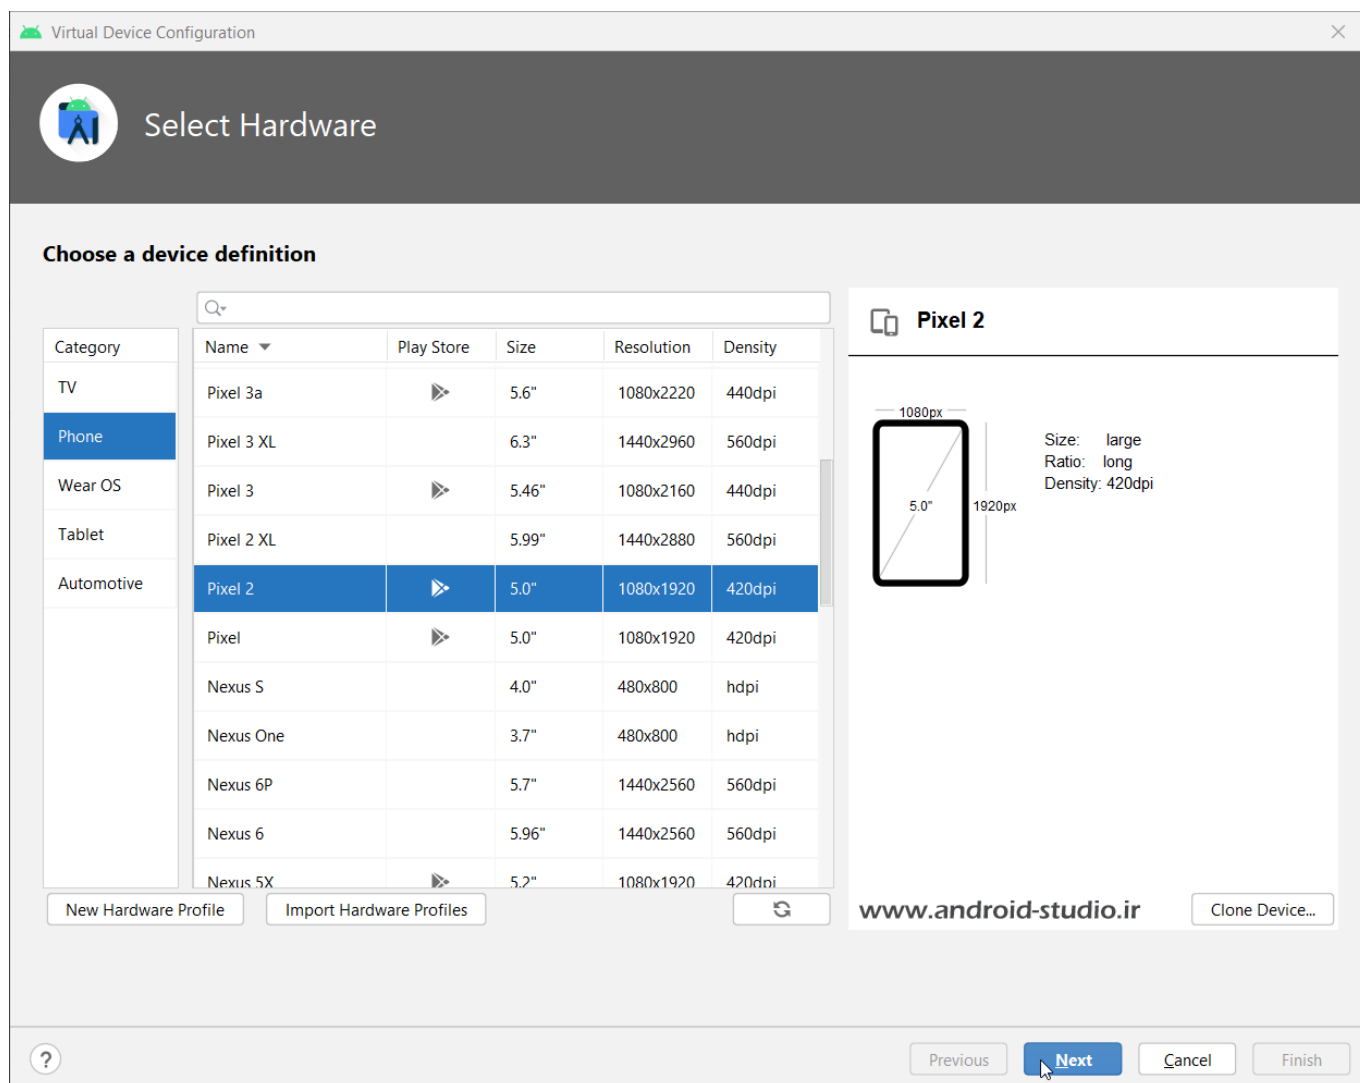 Virtual Device Configuration
Select Hardware
Choose a device definition
Category
TV
Phone
Wear OS
Tablet
Automotive
Name Play Store Size Resolution Density
Pixel 3a 5.6" 1080x2220 440dpi
Pixel 3 XL 6.3" 1440x2960 560dpi
Pixel 3 5.46" 1080x2160 440dpi
Pixel 2 XL 5.99" 1440x2880 560dpi
Pixel 2 5.0" 1080x1920 420dpi
Pixel 5.0" 1080x1920 420dpi
Nexus S 4.0" 480x800 hdpi
Nexus One 3.7" 480x800 hdpi
Nexus 6P 5.7" 1440x2560 560dpi
Nexus 6 5.96" 1440x2560 560dpi
Nexus 5X 5.2" 1080x1920 420dpi
New Hardware Profile Import Hardware Profiles
Pixel 2
1080px
5.0"
1920px
Size: large
Ratio: long
Density: 420dpi
www.android-studio.ir Clone Device...
? Previous Next Cancel Finish